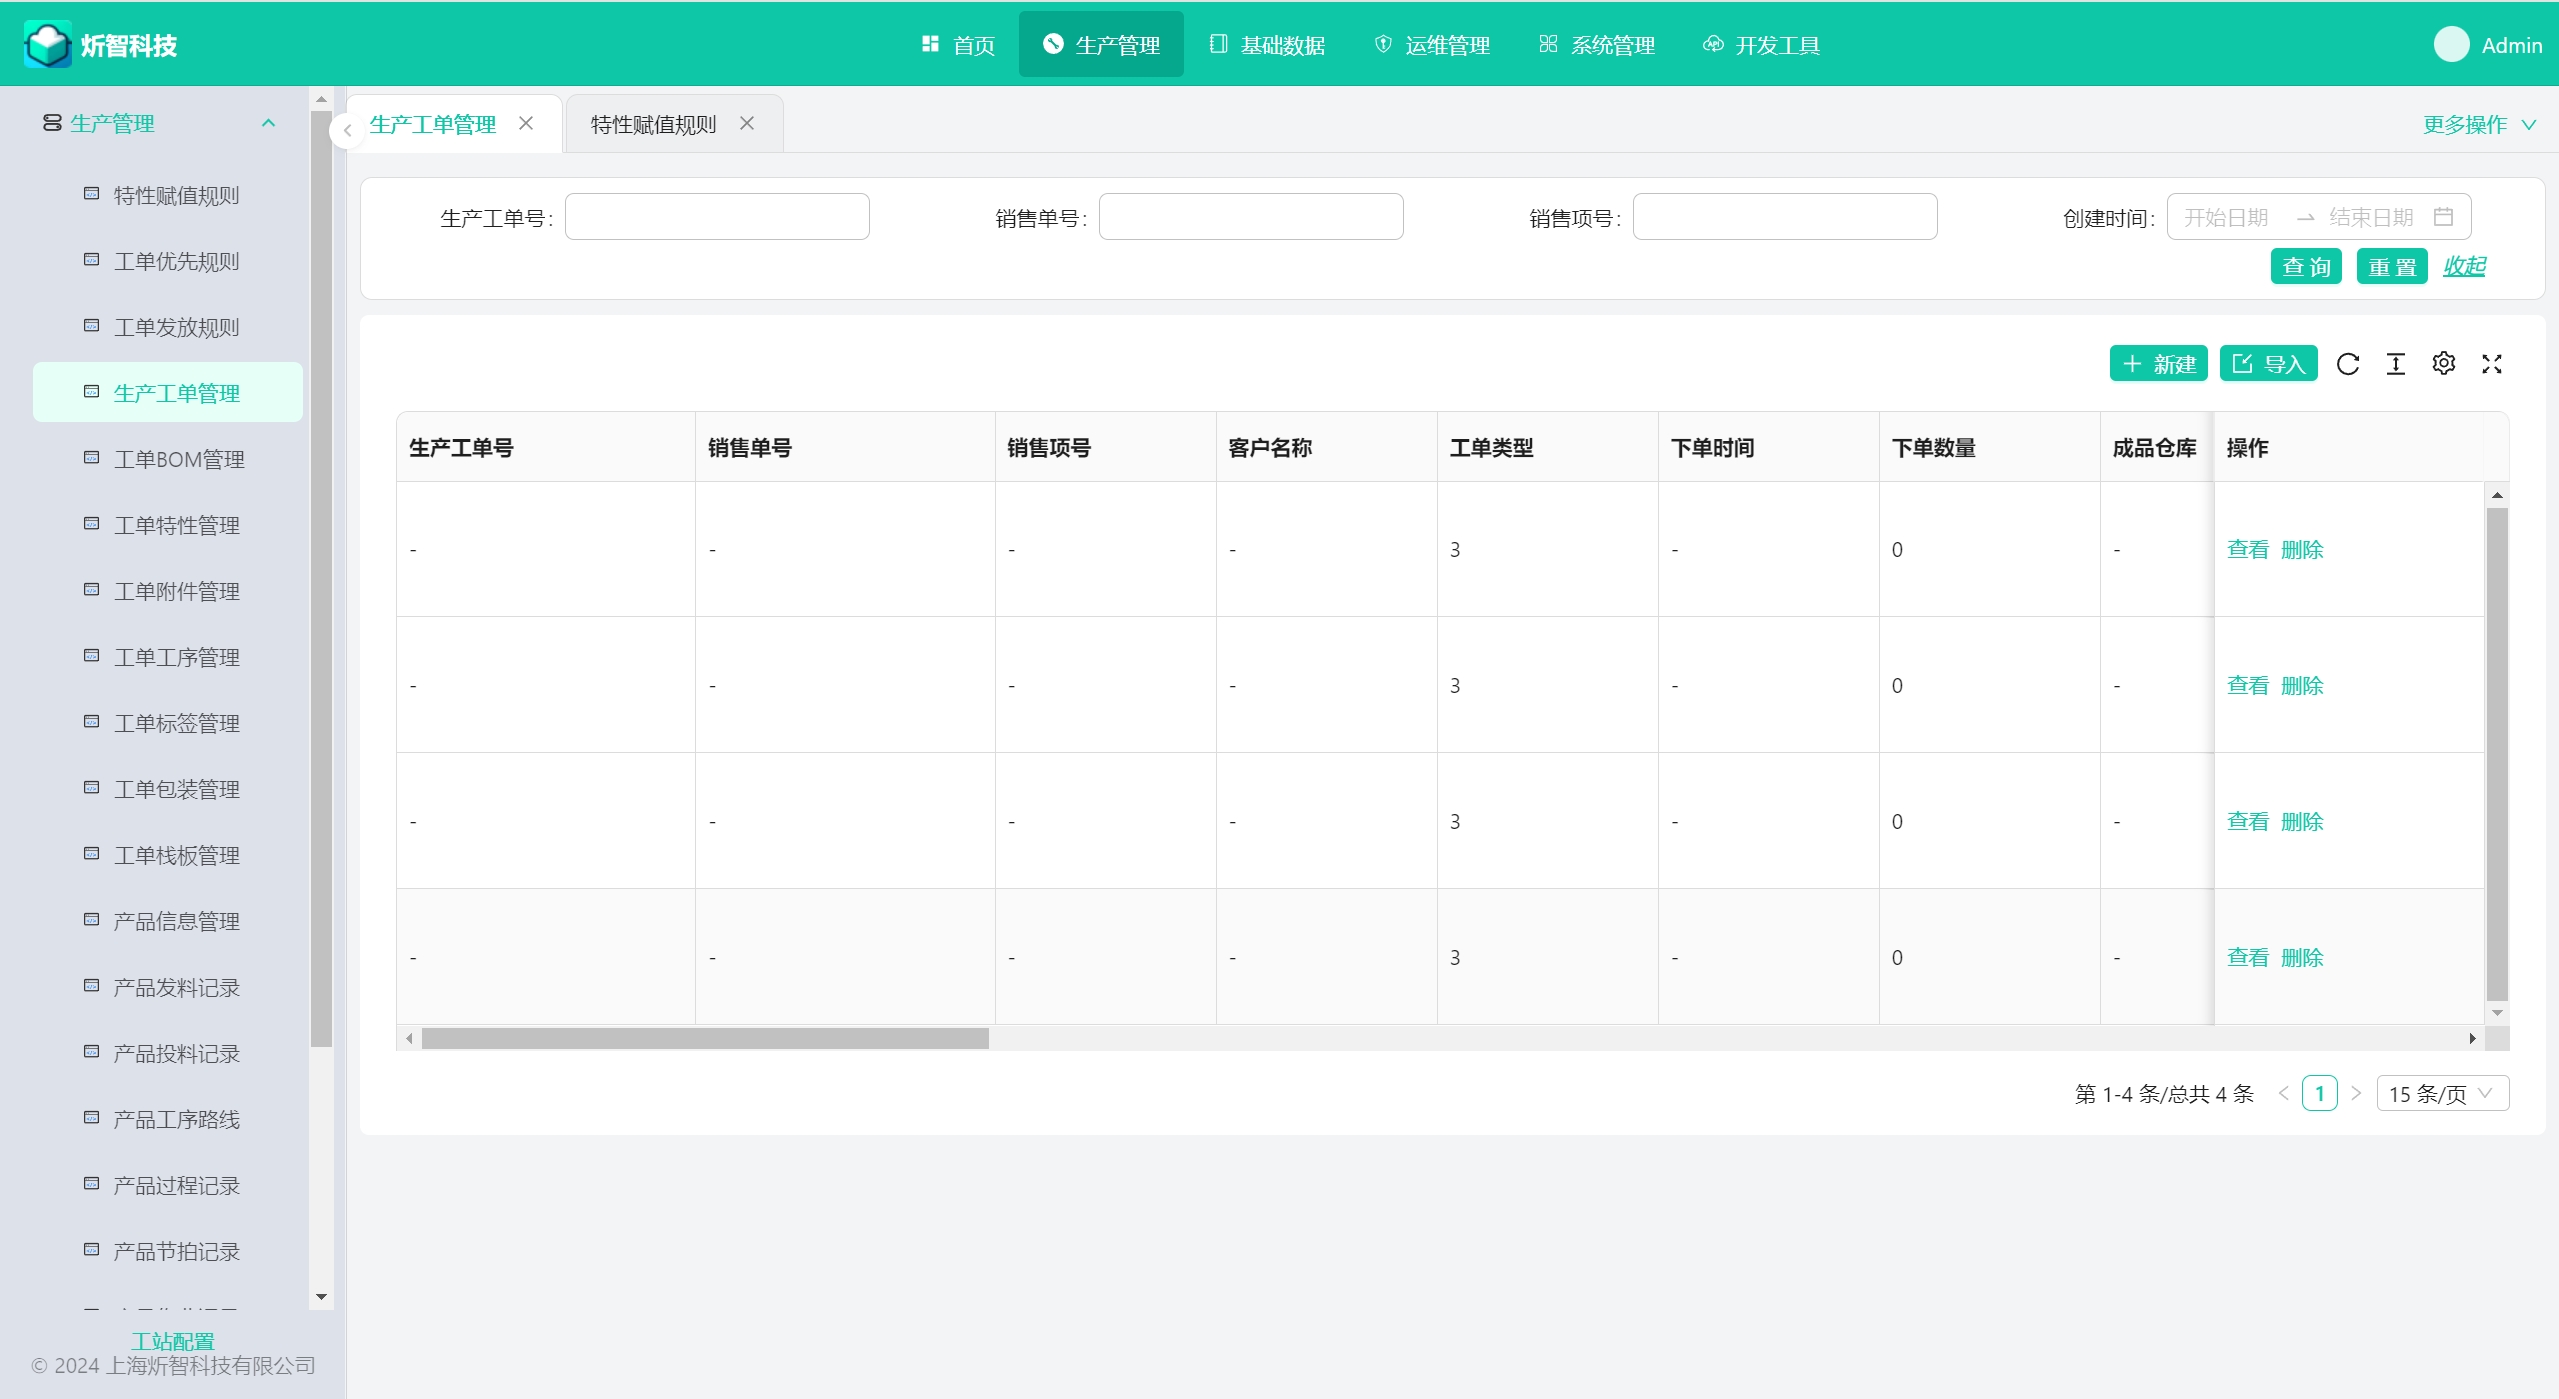 炘智科技
首页
生产管理
基础数据
运维管理
系统管理
开发工具
Admin
生产管理
特性赋值规则
工单优先规则
工单发放规则
生产工单管理
工单BOM管理
工单特性管理
工单附件管理
工单工序管理
工单标签管理
工单包装管理
工单栈板管理
产品信息管理
产品发料记录
产品投料记录
产品工序路线
产品过程记录
产品节拍记录
工站配置
© 2024 上海炘智科技有限公司
生产工单管理
特性赋值规则
更多操作
生产工单号:
销售单号:
销售项号:
创建时间: 开始日期 → 结束日期
查 询 重 置 收起
新建 导入
生产工单号 销售单号 销售项号 客户名称 工单类型 下单时间 下单数量 成品仓库 操作
- - - - 3 - 0 - 查看 删除
- - - - 3 - 0 - 查看 删除
- - - - 3 - 0 - 查看 删除
- - - - 3 - 0 - 查看 删除
第 1-4 条/总共 4 条 < 1 > 15 条/页